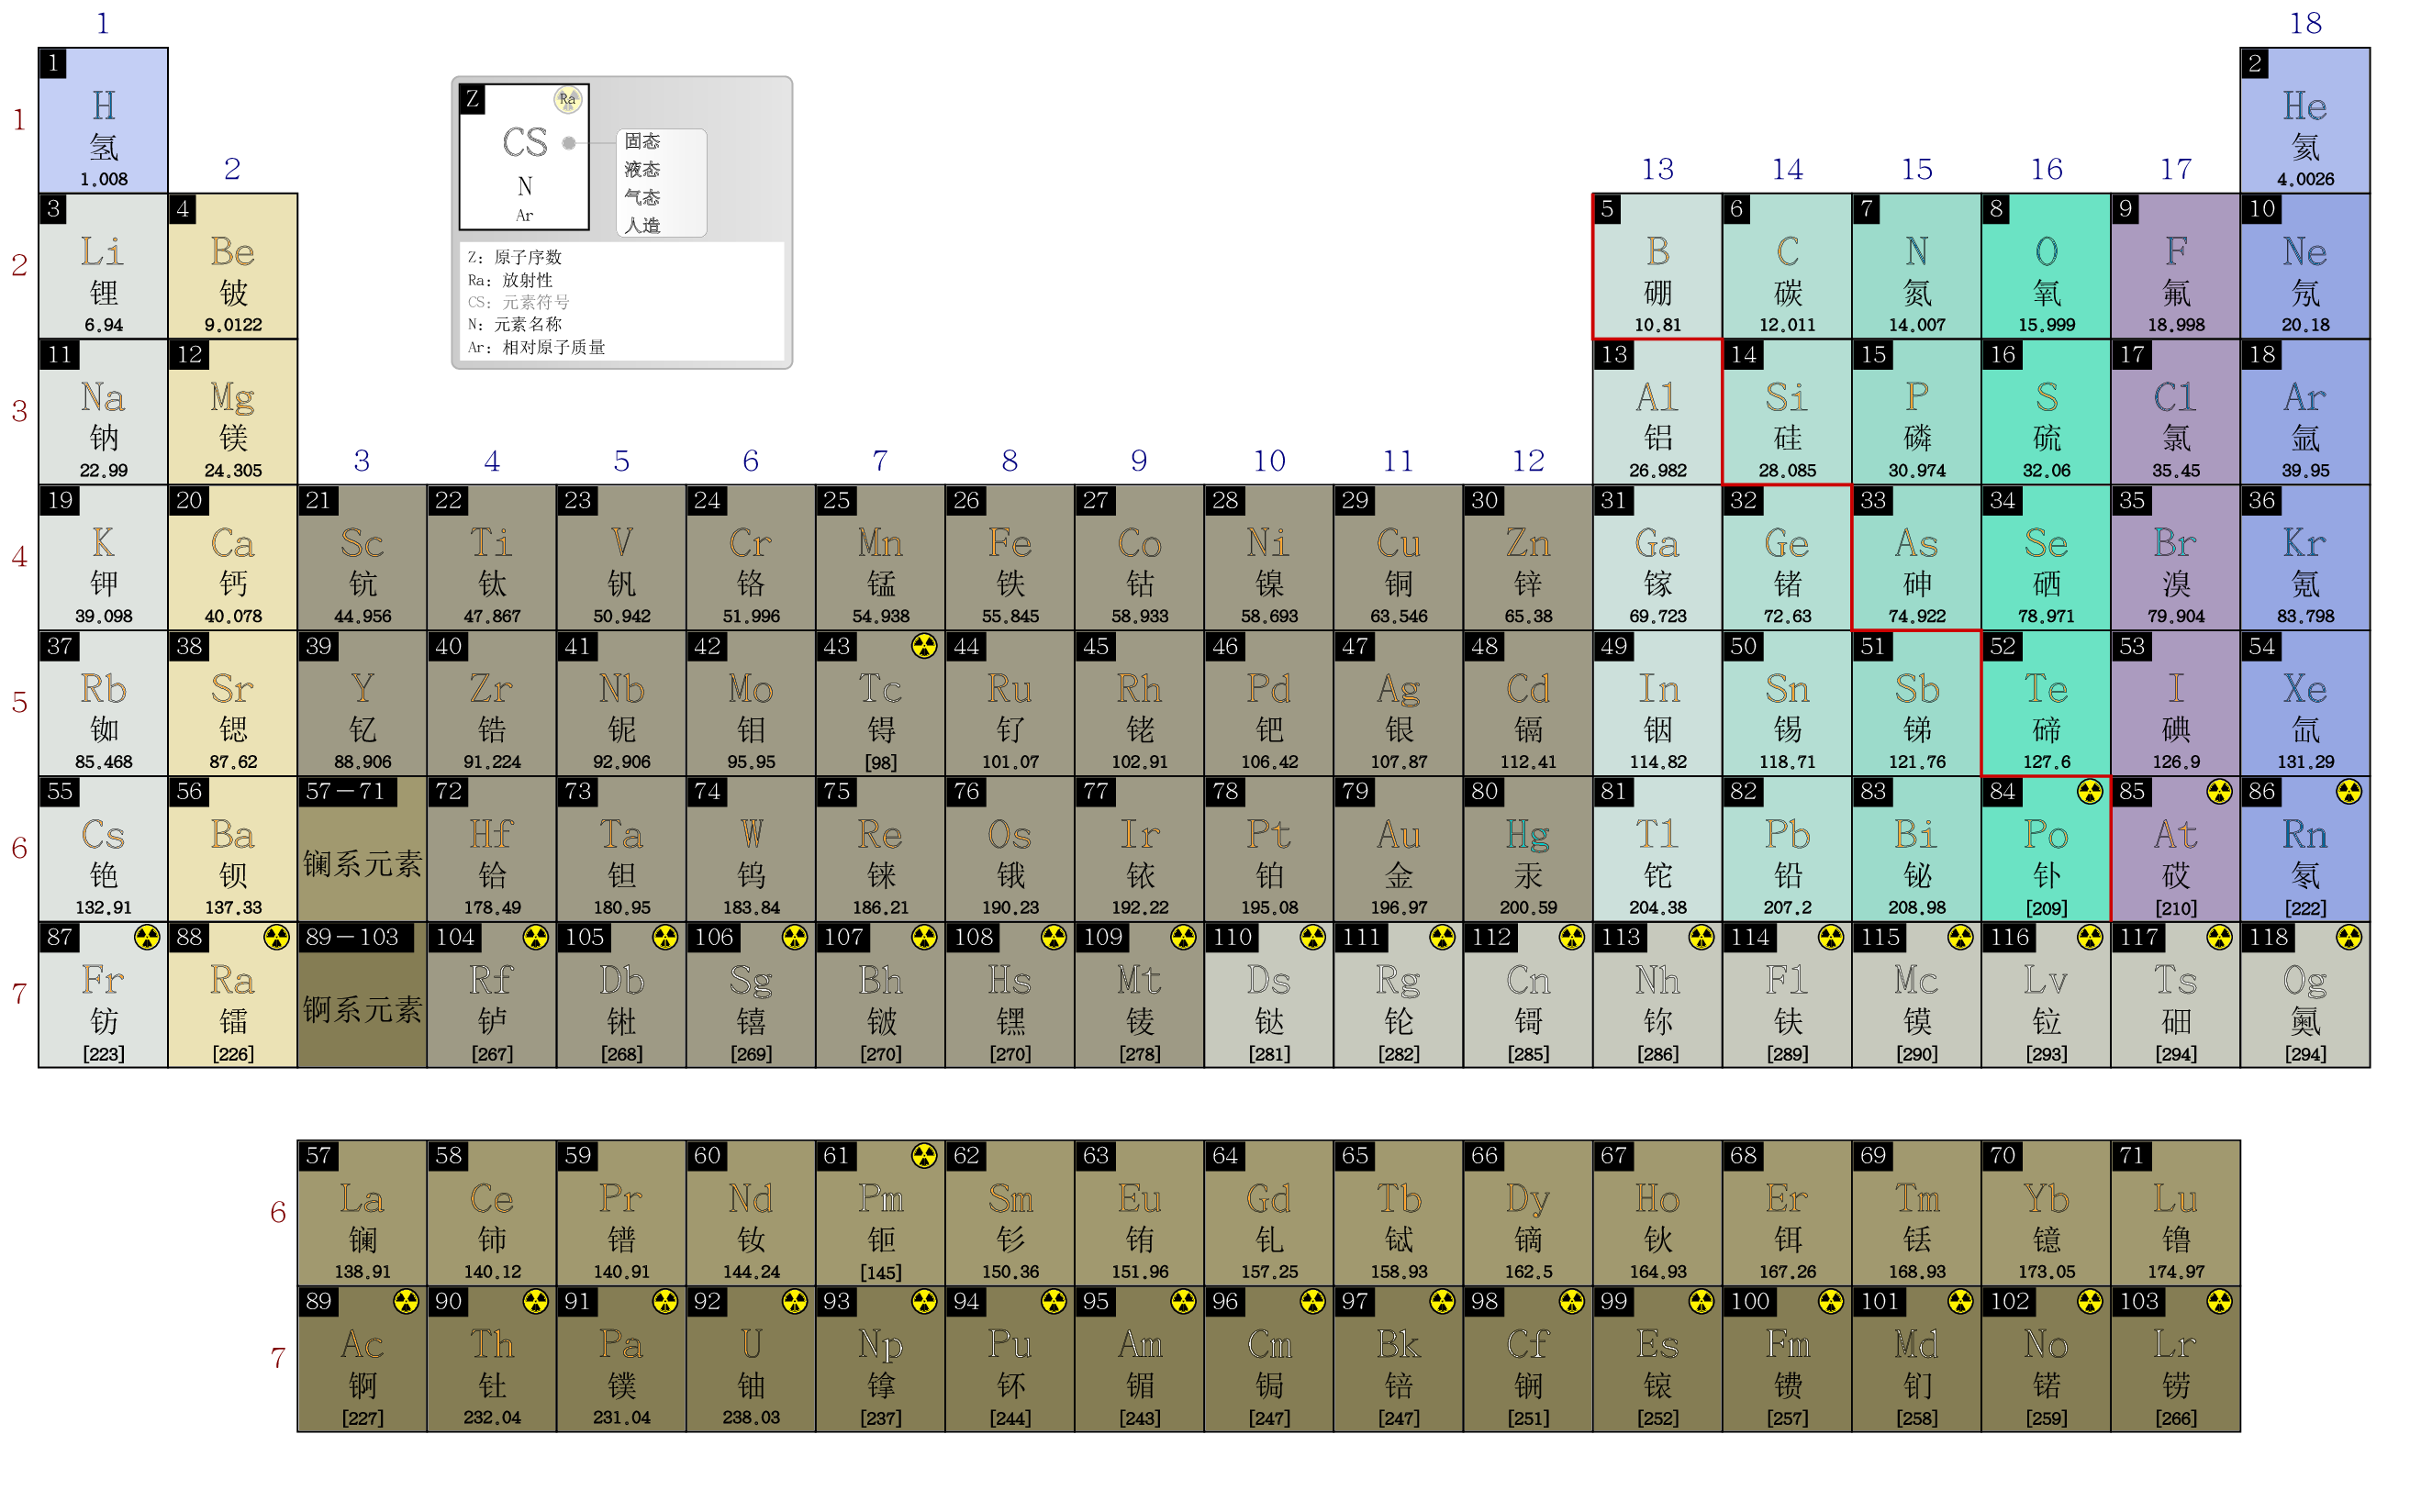 1 18
1 2
H He
氢 氦
1 1.008 2 4.0026
Z Ra
CS
N
Ar
固态
液态
气态
人造
Z: 原子序数
Ra: 放射性
CS: 元素符号
N: 元素名称
Ar: 相对原子质量
2 13 14 15 16 17
3 4 5 6 7 8 9 10
Li Be B C N O F Ne
2 锂 铍 硼 碳 氮 氧 氟 氖
6.94 9.0122 10.81 12.011 14.007 15.999 18.998 20.18
11 12 13 14 15 16 17 18
Na Mg Al Si P S Cl Ar
3 钠 镁 铝 硅 磷 硫 氯 氩
22.99 24.305 26.982 28.085 30.974 32.06 35.45 39.95
3 4 5 6 7 8 9 10 11 12
19 20 21 22 23 24 25 26 27 28 29 30 31 32 33 34 35 36
K Ca Sc Ti V Cr Mn Fe Co Ni Cu Zn Ga Ge As Se Br Kr
4 钾 钙 钪 钛 钒 铬 锰 铁 钴 镍 铜 锌 镓 锗 砷 硒 溴 氪
39.098 40.078 44.956 47.867 50.942 51.996 54.938 55.845 58.933 58.693 63.546 65.38 69.723 72.63 74.922 78.971 79.904 83.798
37 38 39 40 41 42 43 44 45 46 47 48 49 50 51 52 53 54
Rb Sr Y Zr Nb Mo Tc Ru Rh Pd Ag Cd In Sn Sb Te I Xe
5 铷 锶 钇 锆 铌 钼 锝 钌 铑 钯 银 镉 铟 锡 锑 碲 碘 氙
85.468 87.62 88.906 91.224 92.906 95.95 [98] 101.07 102.91 106.42 107.87 112.41 114.82 118.71 121.76 127.6 126.9 131.29
55 56 57-71 72 73 74 75 76 77 78 79 80 81 82 83 84 85 86
Cs Ba Hf Ta W Re Os Ir Pt Au Hg Tl Pb Bi Po At Rn
6 铯 钡 镧系元素 铪 钽 钨 铼 锇 铱 铂 金 汞 铊 铅 铋 钋 砹 氡
132.91 137.33 178.49 180.95 183.84 186.21 190.23 192.22 195.08 196.97 200.59 204.38 207.2 208.98 [209] [210] [222]
87 88 89-103 104 105 106 107 108 109 110 111 112 113 114 115 116 117 118
Fr Ra Rf Db Sg Bh Hs Mt Ds Rg Cn Nh Fl Mc Lv Ts Og
7 钫 镭 锕系元素 𬬻 𬭊 𬭳 𬭛 𬭶 鿏 𫟼 𬬭 鿔 鿭 𫓧 镆 𫟷 鿬 鿫
[223] [226] [267] [268] [269] [270] [270] [278] [281] [282] [285] [286] [289] [290] [293] [294] [294]
57 58 59 60 61 62 63 64 65 66 67 68 69 70 71
La Ce Pr Nd Pm Sm Eu Gd Tb Dy Ho Er Tm Yb Lu
6 镧 铈 镨 钕 钷 钐 铕 钆 铽 镝 钬 铒 铥 镱 镥
138.91 140.12 140.91 144.24 [145] 150.36 151.96 157.25 158.93 162.5 164.93 167.26 168.93 173.05 174.97
89 90 91 92 93 94 95 96 97 98 99 100 101 102 103
Ac Th Pa U Np Pu Am Cm Bk Cf Es Fm Md No Lr
7 锕 钍 镤 铀 镎 钚 镅 锔 锫 锎 锿 镄 钔 锘 铹
[227] 232.04 231.04 238.03 [237] [244] [243] [247] [247] [251] [252] [257] [258] [259] [266]